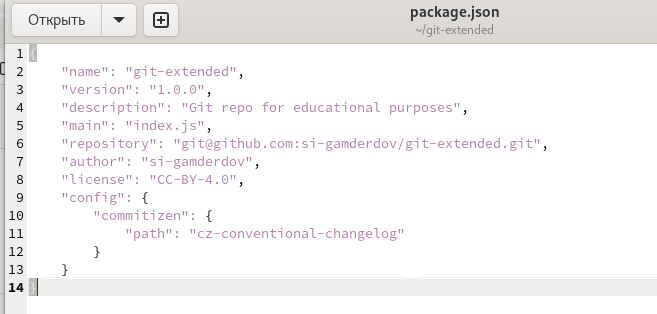 Открыть
package.json
~/git-extended
1 {
2     "name": "git-extended",
3     "version": "1.0.0",
4     "description": "Git repo for educational purposes",
5     "main": "index.js",
6     "repository": "git@github.com:si-gamderdov/git-extended.git",
7     "author": "si-gamderdov",
8     "license": "CC-BY-4.0",
9     "config": {
10         "commitizen": {
11             "path": "cz-conventional-changelog"
12         }
13     }
14 }